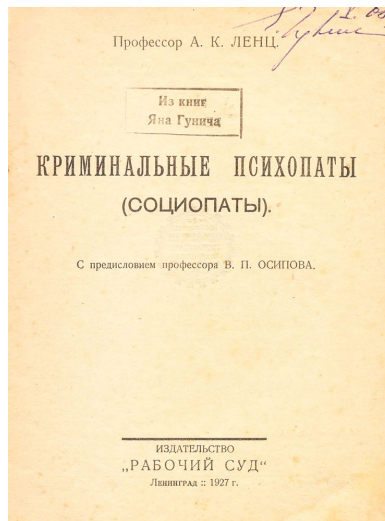 Профессор А. К. ЛЕНЦ.
Из книг
Яна Гунича
КРИМИНАЛЬНЫЕ ПСИХОПАТЫ
(СОЦИОПАТЫ).
С предисловием профессора В. П. ОСИПОВА.
ИЗДАТЕЛЬСТВО
„РАБОЧИЙ СУД“
Ленинград :: 1927 г.